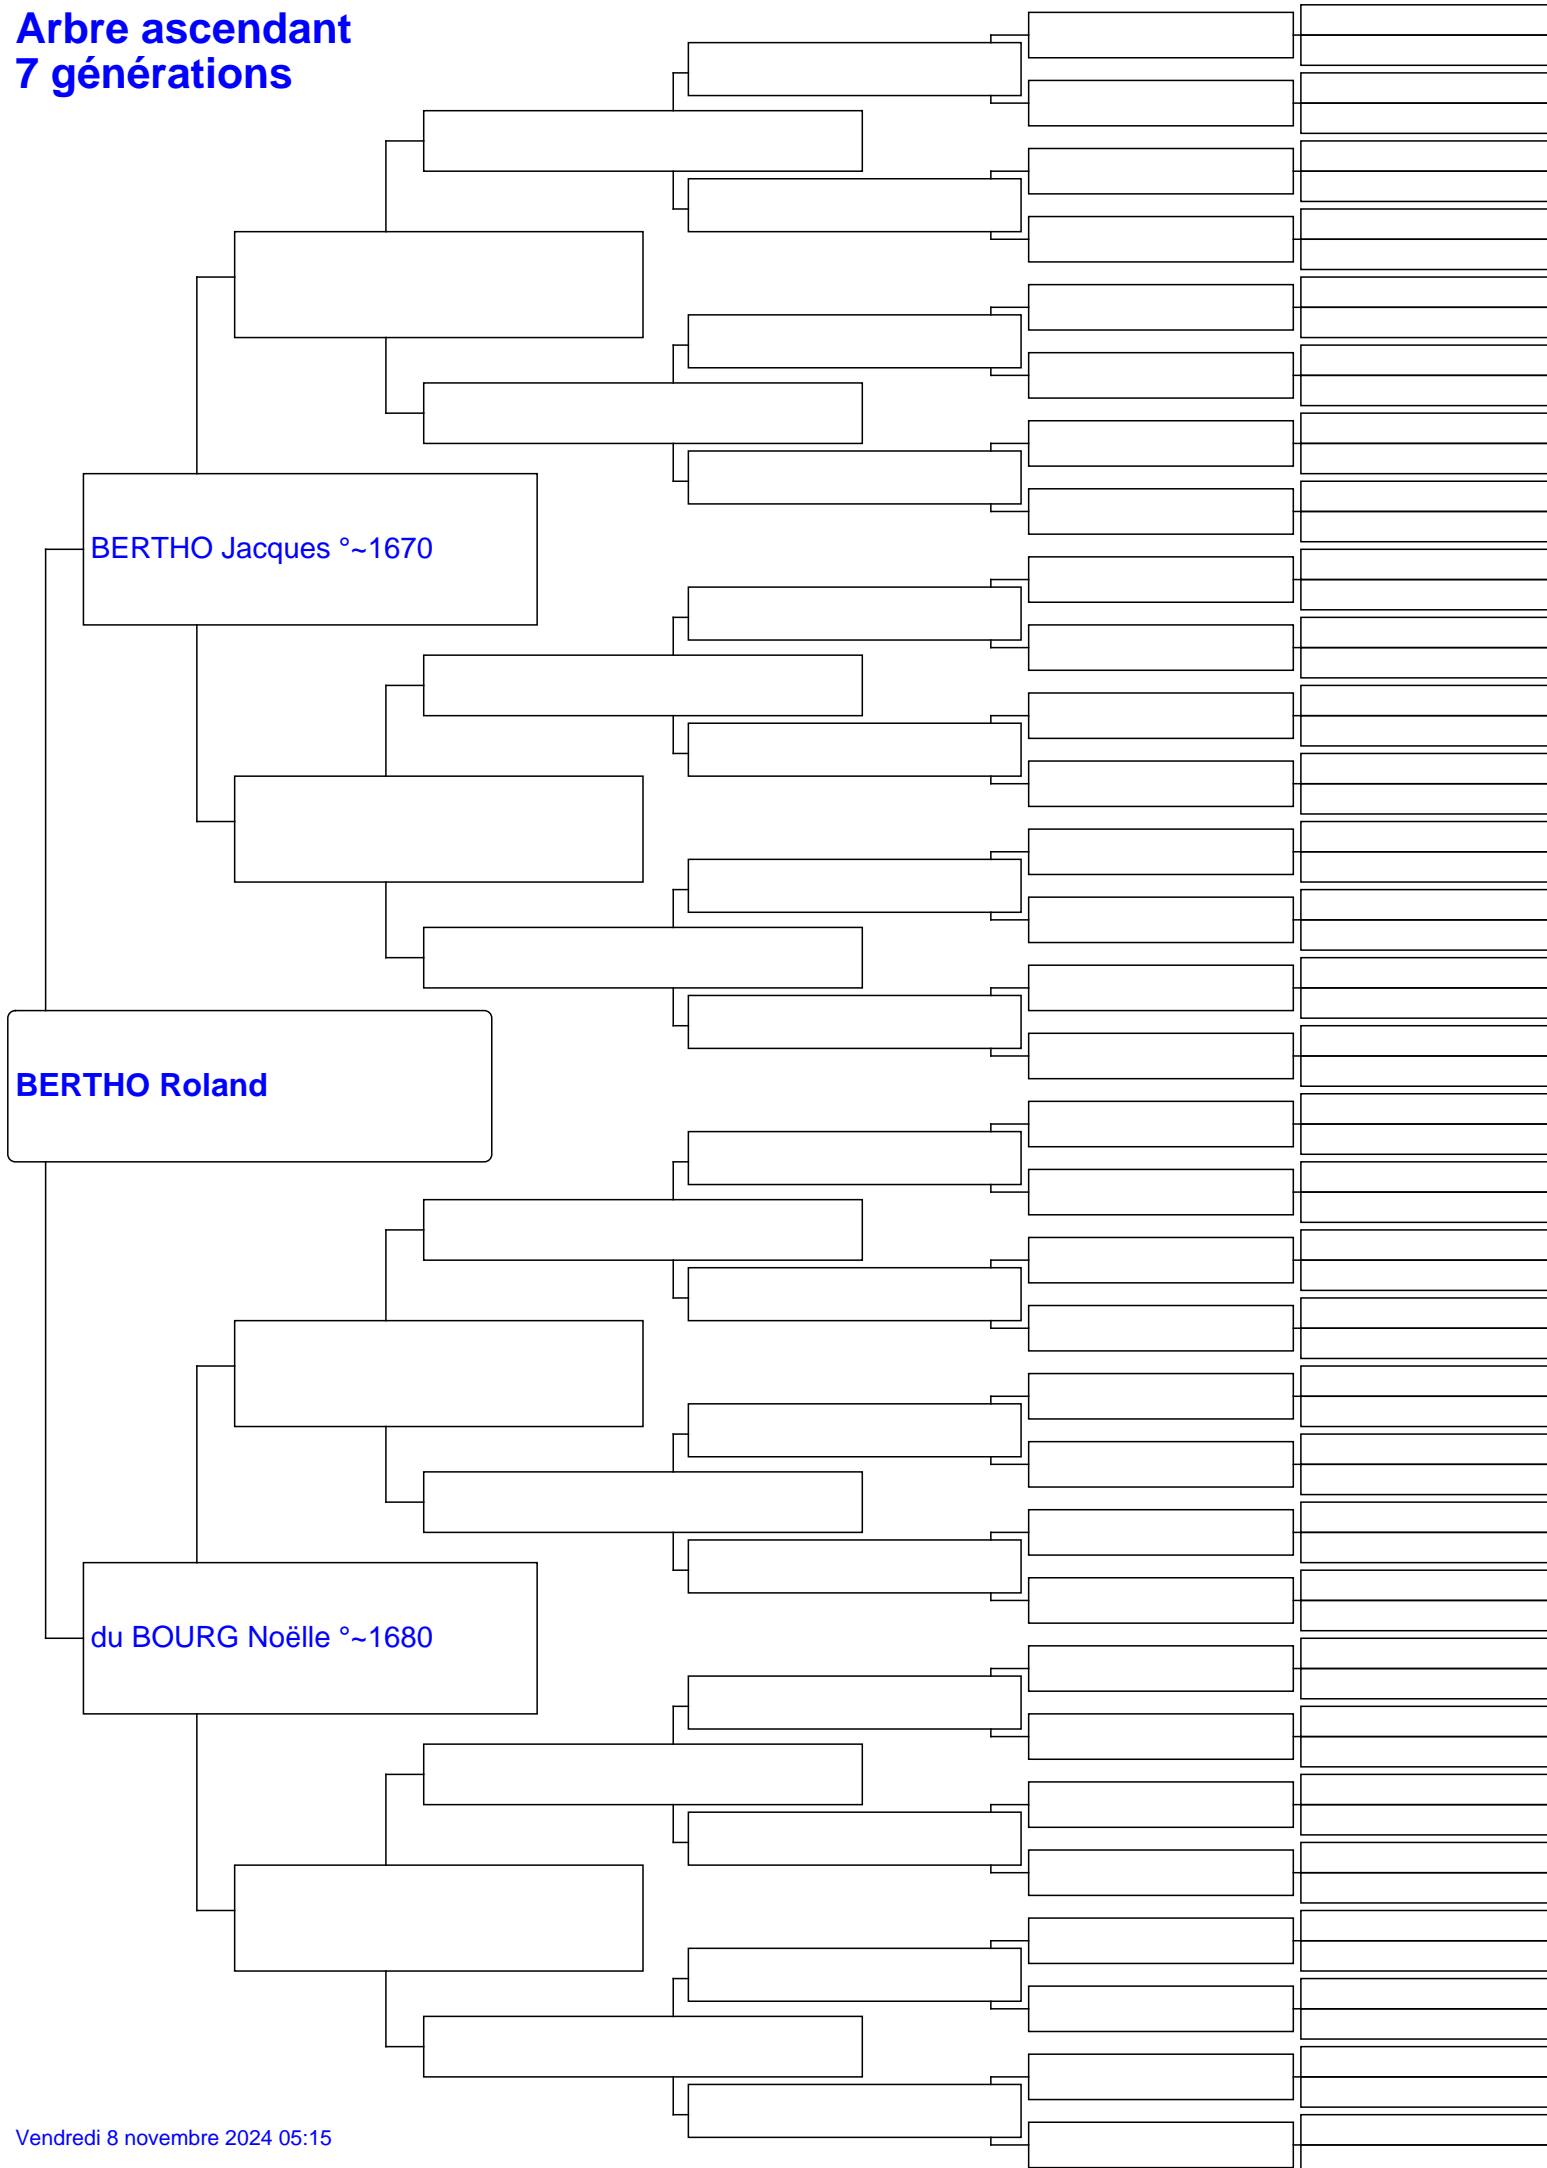 Arbre ascendant
7 générations
BERTHO Jacques °~1670
BERTHO Roland
du BOURG Noëlle °~1680
Vendredi 8 novembre 2024 05:15